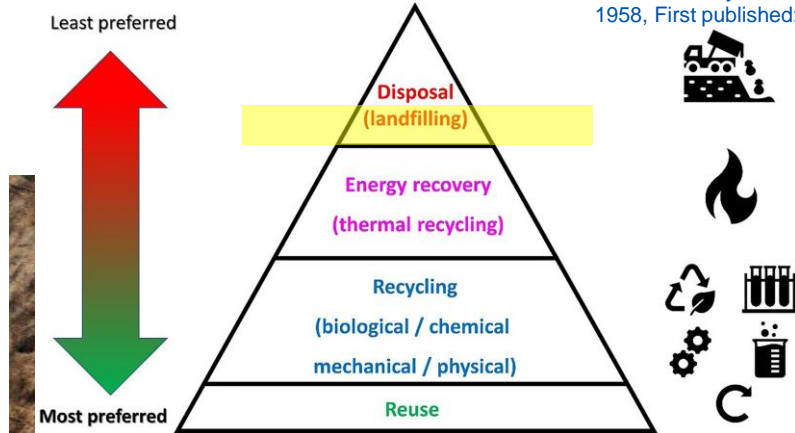 1958, First published:
Least preferred
Disposal
(landfilling)
Energy recovery
(thermal recycling)
Recycling
(biological / chemical
mechanical / physical)
Most preferred
Reuse